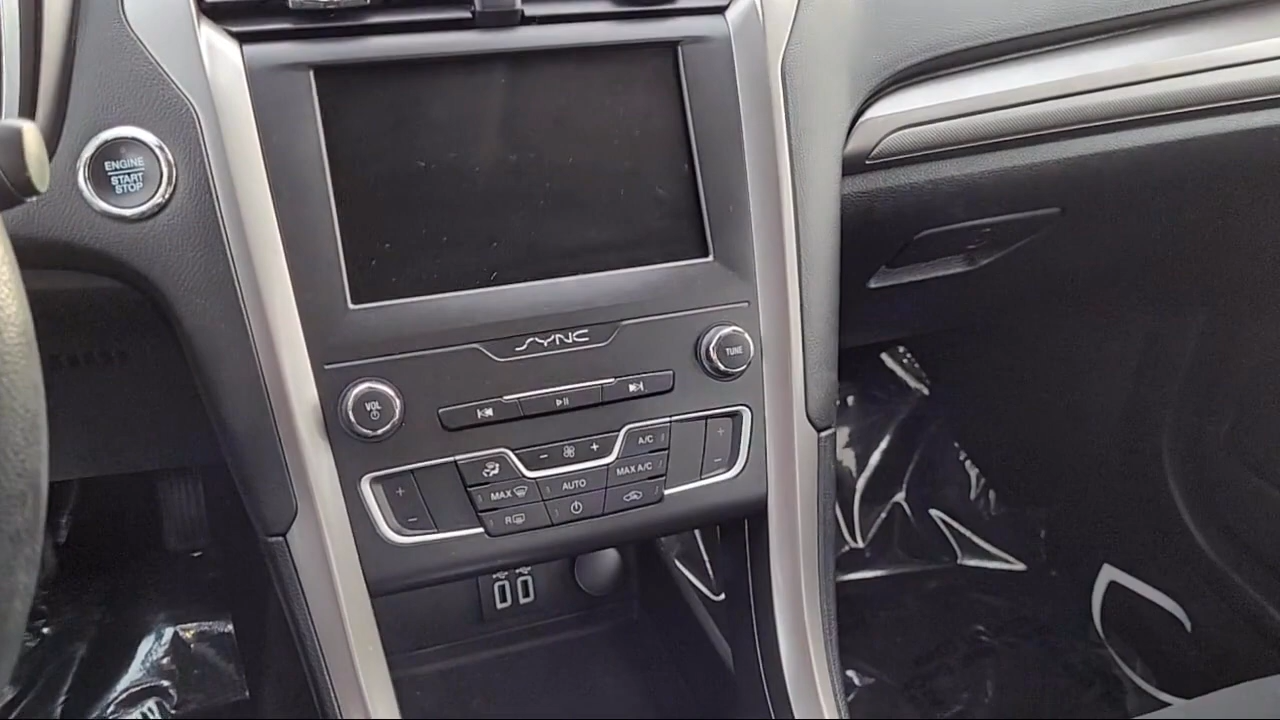 ENGINE
START
STOP
SYNC
TUNE
VOL
A/C
MAX A/C
MAX
AUTO
R